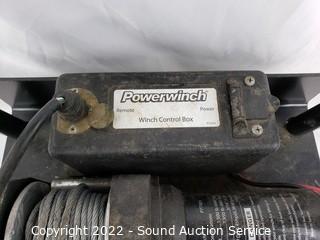 Powerwinch
Remote Power
Winch Control Box
Copyright 2022 - Sound Auction Service